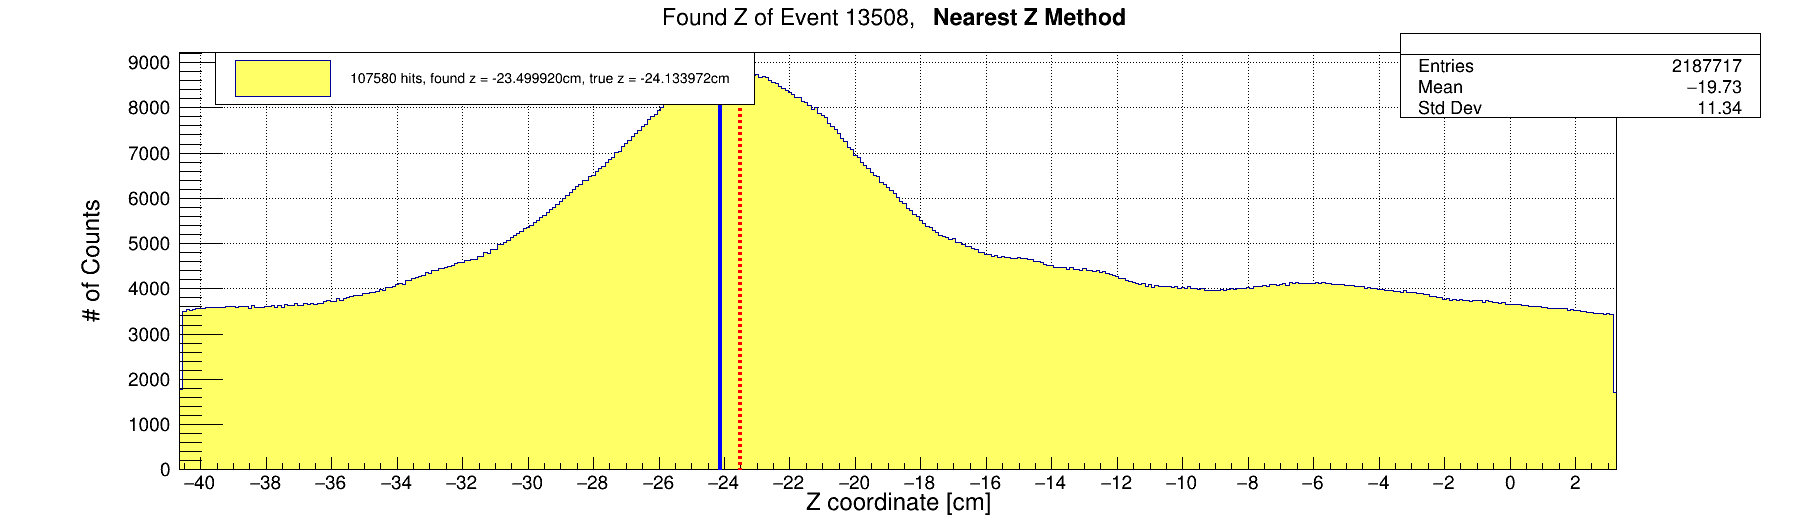 Found Z of Event 13508, Nearest Z Method
107580 hits, found z = -23.499920cm, true z = -24.133972cm
Entries 2187717
Mean −19.73
Std Dev 11.34
# of Counts
9000
8000
7000
6000
5000
4000
3000
2000
1000
0
−40 −38 −36 −34 −32 −30 −28 −26 −24 −22 −20 −18 −16 −14 −12 −10 −8 −6 −4 −2 0 2
Z coordinate [cm]